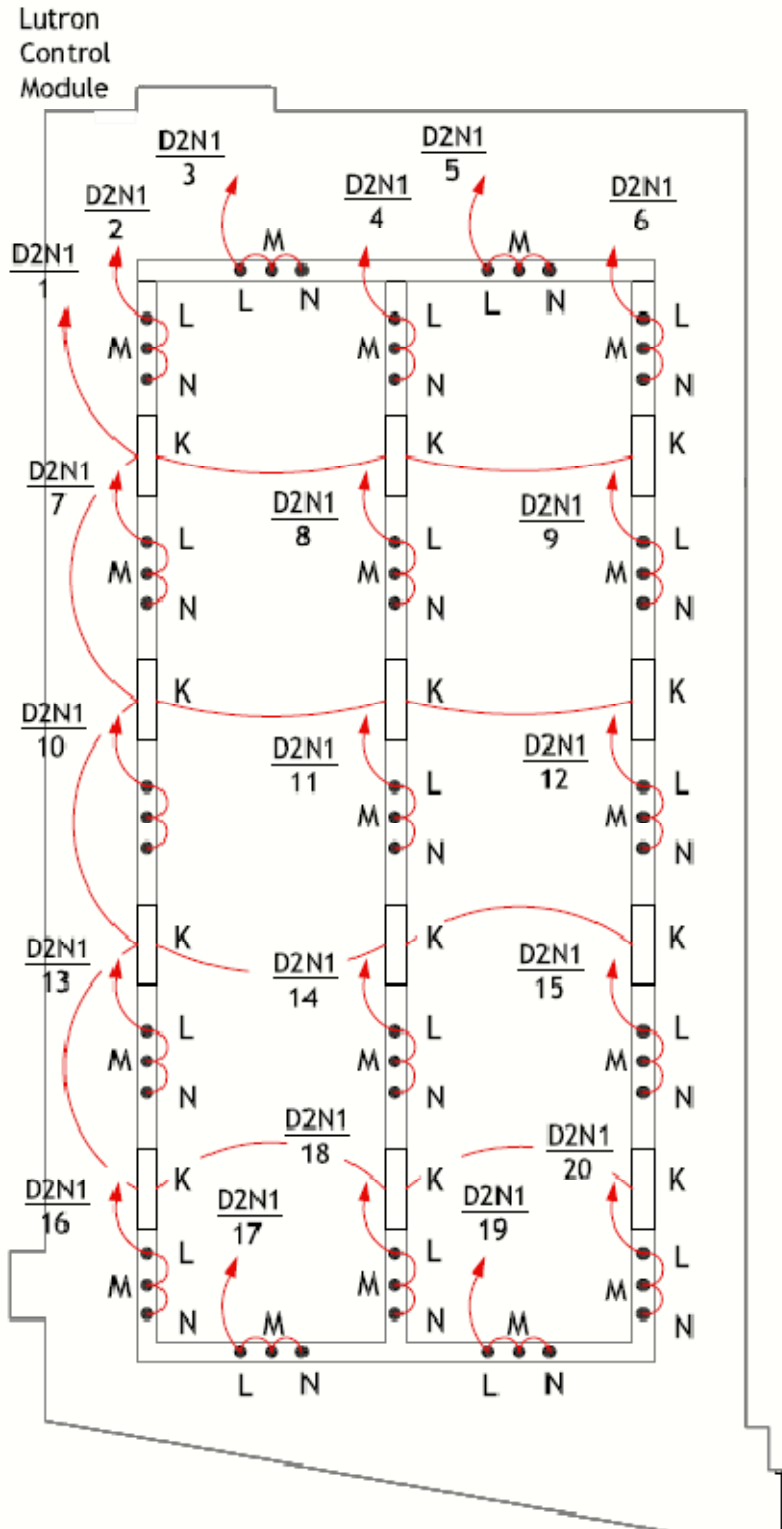 Lutron
Control
Module
D2N1
3
D2N1
5
D2N1
2
D2N1
4
D2N1
6
D2N1
1
M
M
L N
L N
L
L
L
M
M
M
N
N
N
K
K
K
D2N1
7
D2N1
8
D2N1
9
L
L
L
M
M
M
N
N
N
K
K
K
D2N1
10
D2N1
11
D2N1
12
L
L
M
M
N
N
K
K
K
D2N1
13
D2N1
14
D2N1
15
L
L
L
M
M
M
N
N
N
D2N1
18
D2N1
20
K
K
K
D2N1
16
D2N1
17
D2N1
19
L
L
L
M
M
M
N
N
N
M
M
L N
L N